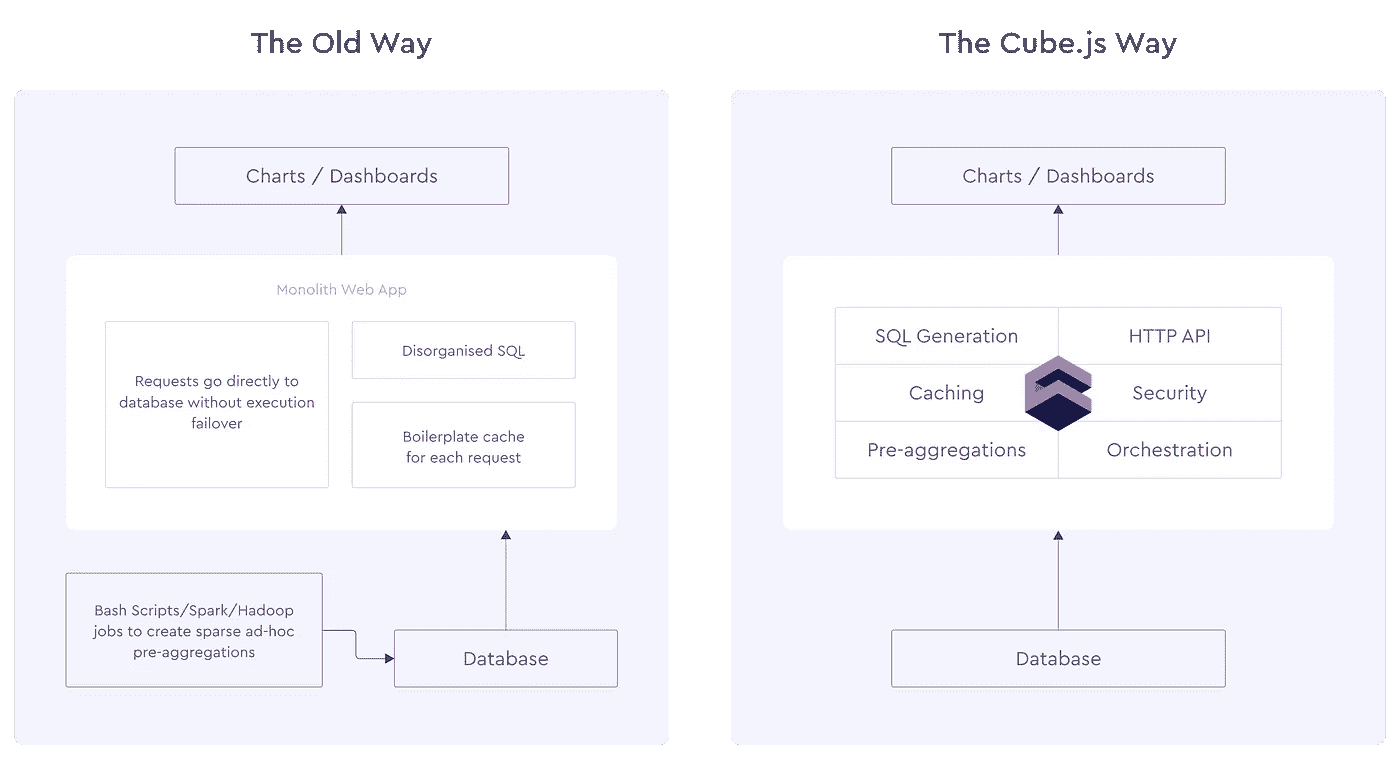 The Old Way
Charts / Dashboards
Monolith Web App
Requests go directly to
database without execution
failover
Disorganised SQL
Boilerplate cache
for each request
Bash Scripts/Spark/Hadoop
jobs to create sparse ad-hoc
pre-aggregations
Database
The Cube.js Way
Charts / Dashboards
SQL Generation
HTTP API
Caching
Security
Pre-aggregations
Orchestration
Database